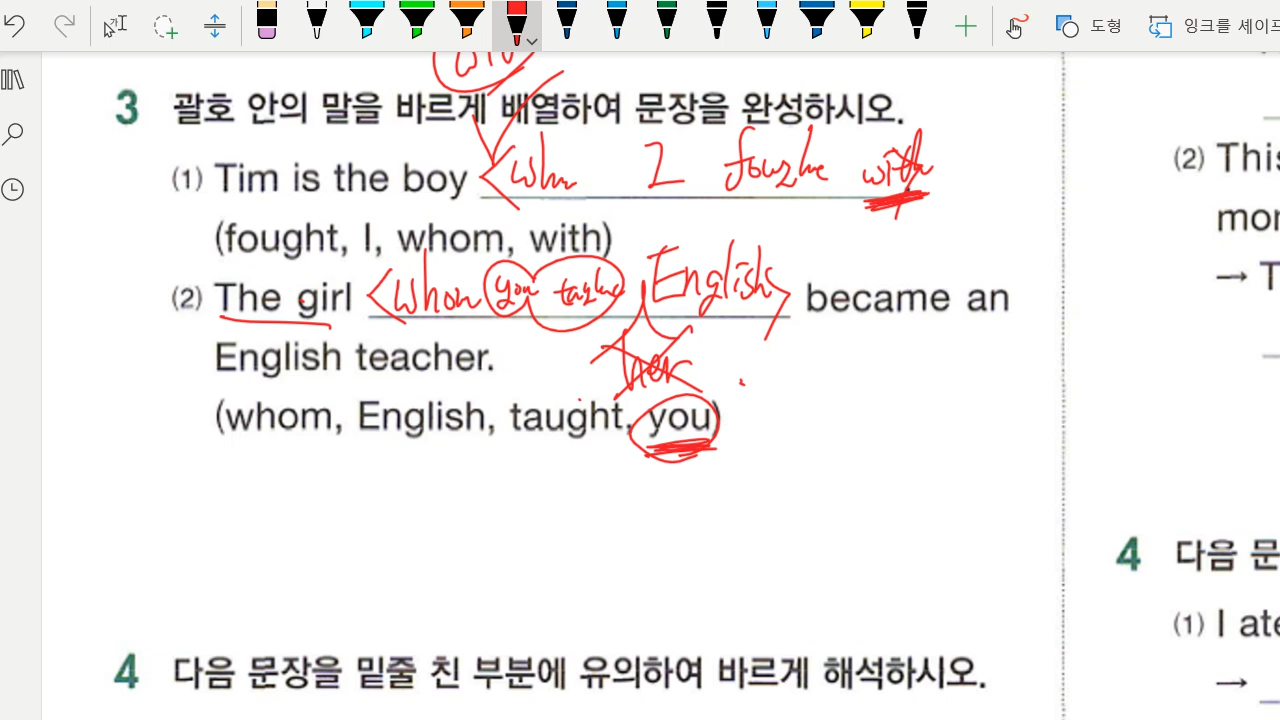 도형
잉크를 셰이프
with
3 괄호 안의 말을 바르게 배열하여 문장을 완성하시오.
(1) Tim is the boy <whom I fought with
(fought, I, whom, with)
(2) The girl <whom you taught English> became an
her
English teacher.
(whom, English, taught, you)
4 다음 문장을 밑줄 친 부분에 유의하여 바르게 해석하시오.
(2) This
→ T
4 다음 문
(1) I ate
→